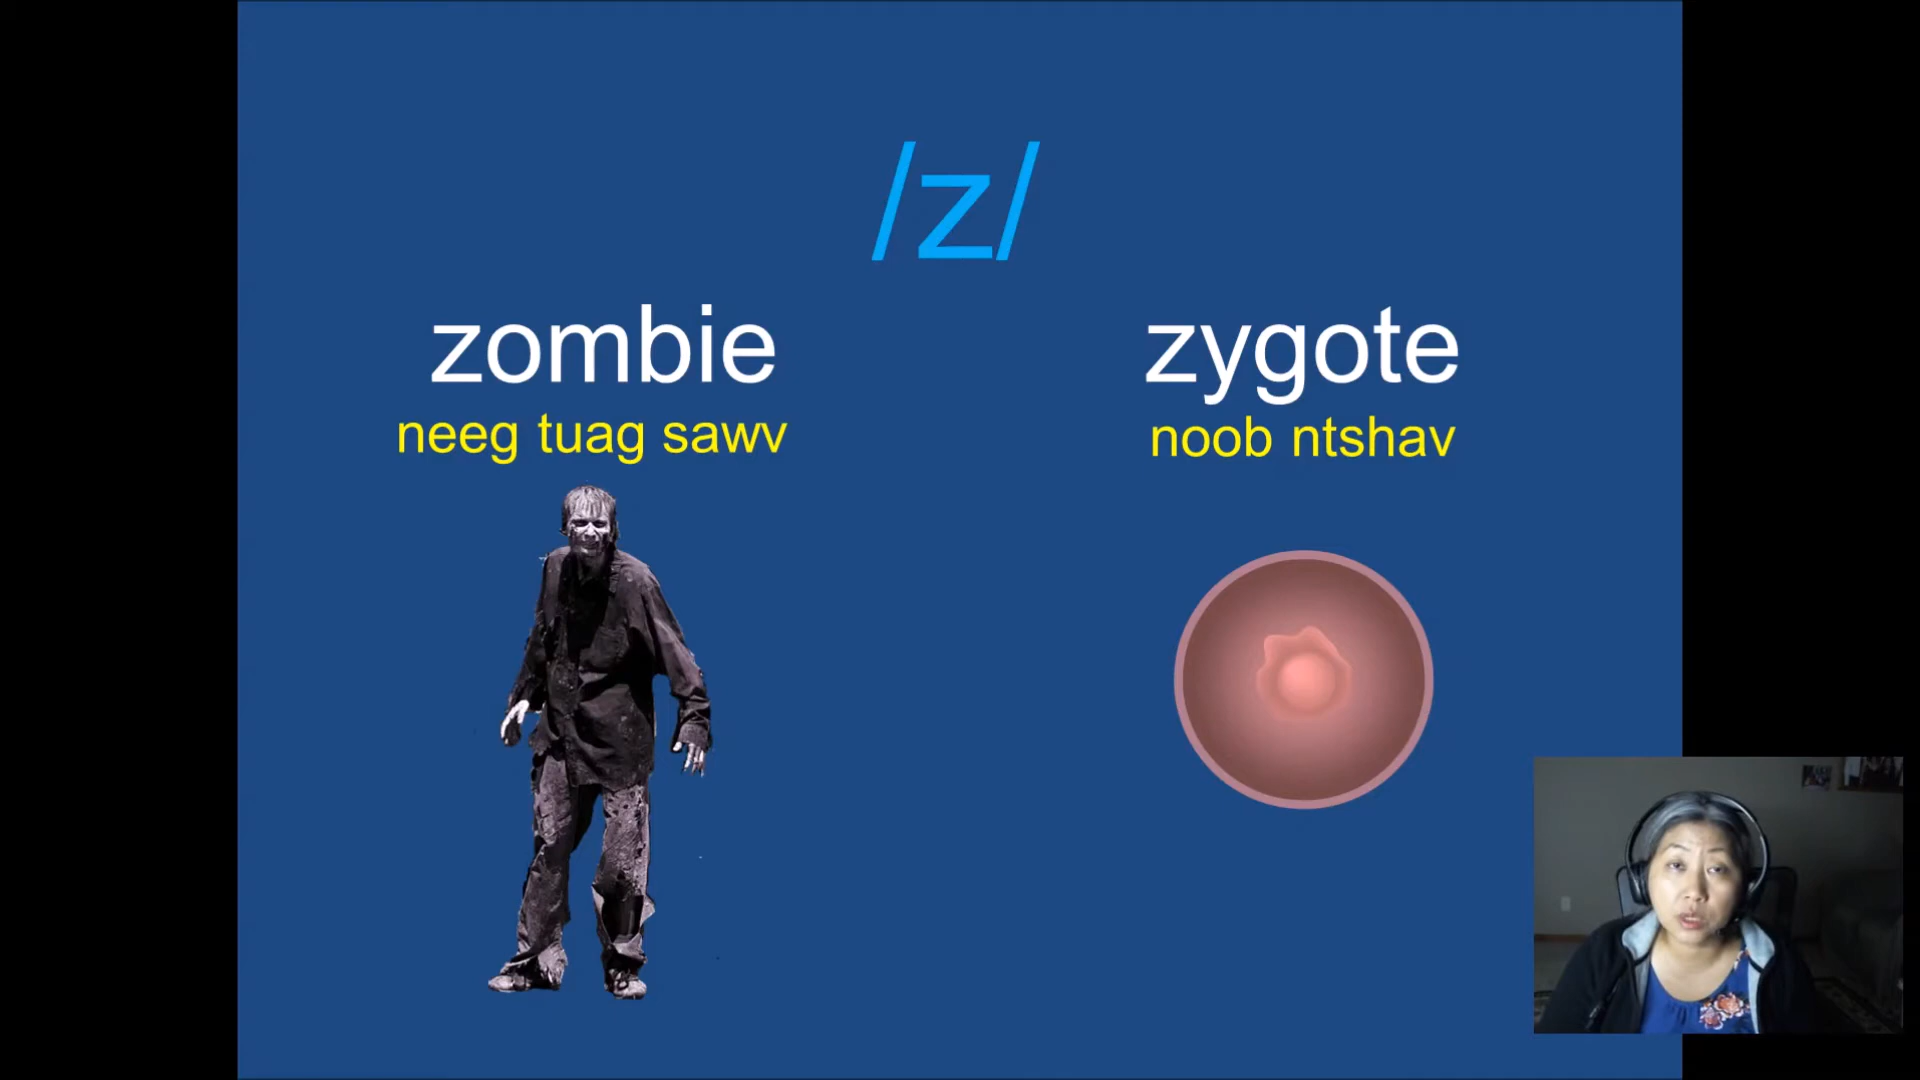 /z/
zombie
neeg tuag sawv
zygote
noob ntshav